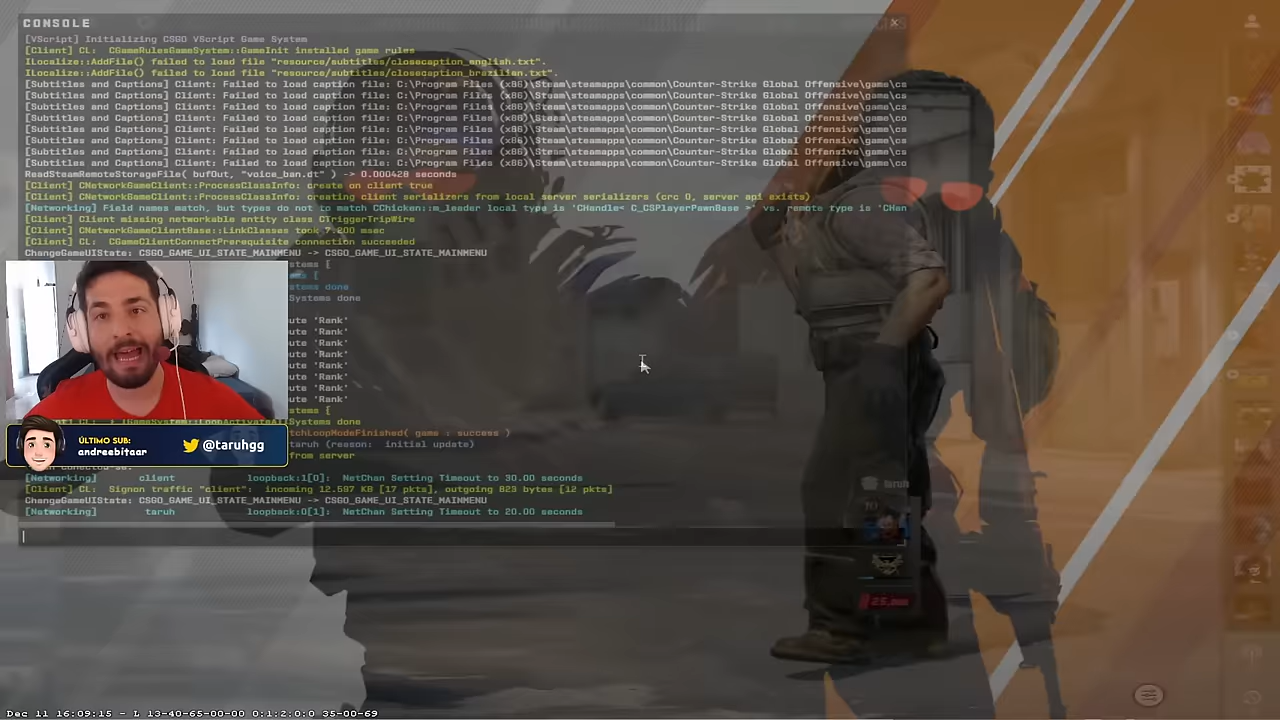 CONSOLE
[VScript] Initializing CSGO VScript Game System
[Client] CL:  CGameRulesGameSystem::GameInit installed game rules
ILocalize::AddFile() failed to load file "resource/subtitles/closecaption_english.txt".
ILocalize::AddFile() failed to load file "resource/subtitles/closecaption_brazilian.txt".
[Subtitles and Captions] Client: Failed to load caption file: C:\Program Files (x86)\Steam\steamapps\common\Counter-Strike Global Offensive\game\cs
[Subtitles and Captions] Client: Failed to load caption file: C:\Program Files (x86)\Steam\steamapps\common\Counter-Strike Global Offensive\game\cs
[Subtitles and Captions] Client: Failed to load caption file: C:\Program Files (x86)\Steam\steamapps\common\Counter-Strike Global Offensive\game\cs
[Subtitles and Captions] Client: Failed to load caption file: C:\Program Files (x86)\Steam\steamapps\common\Counter-Strike Global Offensive\game\cs
[Subtitles and Captions] Client: Failed to load caption file: C:\Program Files (x86)\Steam\steamapps\common\Counter-Strike Global Offensive\game\cs
[Subtitles and Captions] Client: Failed to load caption file: C:\Program Files (x86)\Steam\steamapps\common\Counter-Strike Global Offensive\game\cs
[Subtitles and Captions] Client: Failed to load caption file: C:\Program Files (x86)\Steam\steamapps\common\Counter-Strike Global Offensive\game\cs
[Subtitles and Captions] Client: Failed to load caption file: C:\Program Files (x86)\Steam\steamapps\common\Counter-Strike Global Offensive\game\cs
ReadSteamRemoteStorageFile( bufOut, "voice_ban.dt" ) -> 0.000428 seconds
[Client] CNetworkGameClient::ProcessClassInfo: create on client true
[Client] CNetworkGameClient::ProcessClassInfo: creating client serializers from local server serializers (crc 0, server api exists)
[Networking] Field names match, but types do not match CChicken::m_leader local type is 'CHandle< C_CSPlayerPawnBase >' vs. remote type is 'CHan
[Client] Client missing networkable entity class CTriggerTripWire
[Client] CNetworkGameClientBase::LinkClasses took 7.200 msec
[Client] CL:  CGameClientConnectPrerequisite connection succeeded
ChangeGameUIState: CSGO_GAME_UI_STATE_MAINMENU -> CSGO_GAME_UI_STATE_MAINMENU
stems [
s [
stems done
Systems done
ute 'Rank'
ute 'Rank'
ute 'Rank'
ute 'Rank'
ute 'Rank'
ute 'Rank'
ute 'Rank'
ute 'Rank'
stems [
Systems done
tchLoopModeFinished( game : success )
taruh (reason:  initial update)
from server
ÚLTIMO SUB:
andreebitaar
@taruhgg
[Networking]     client         loopback:1[0]:  NetChan Setting Timeout to 30.00 seconds
[Client] CL:  Signon traffic "client":  incoming 12.587 KB [17 pkts], outgoing 823 bytes [12 pkts]
ChangeGameUIState: CSGO_GAME_UI_STATE_MAINMENU -> CSGO_GAME_UI_STATE_MAINMENU
[Networking]     taruh          loopback:0[1]:  NetChan Setting Timeout to 20.00 seconds
taruh
Dec 11 16:09:15 - L 13-40-65-00-00 0:1:2:0:0 35-00-69